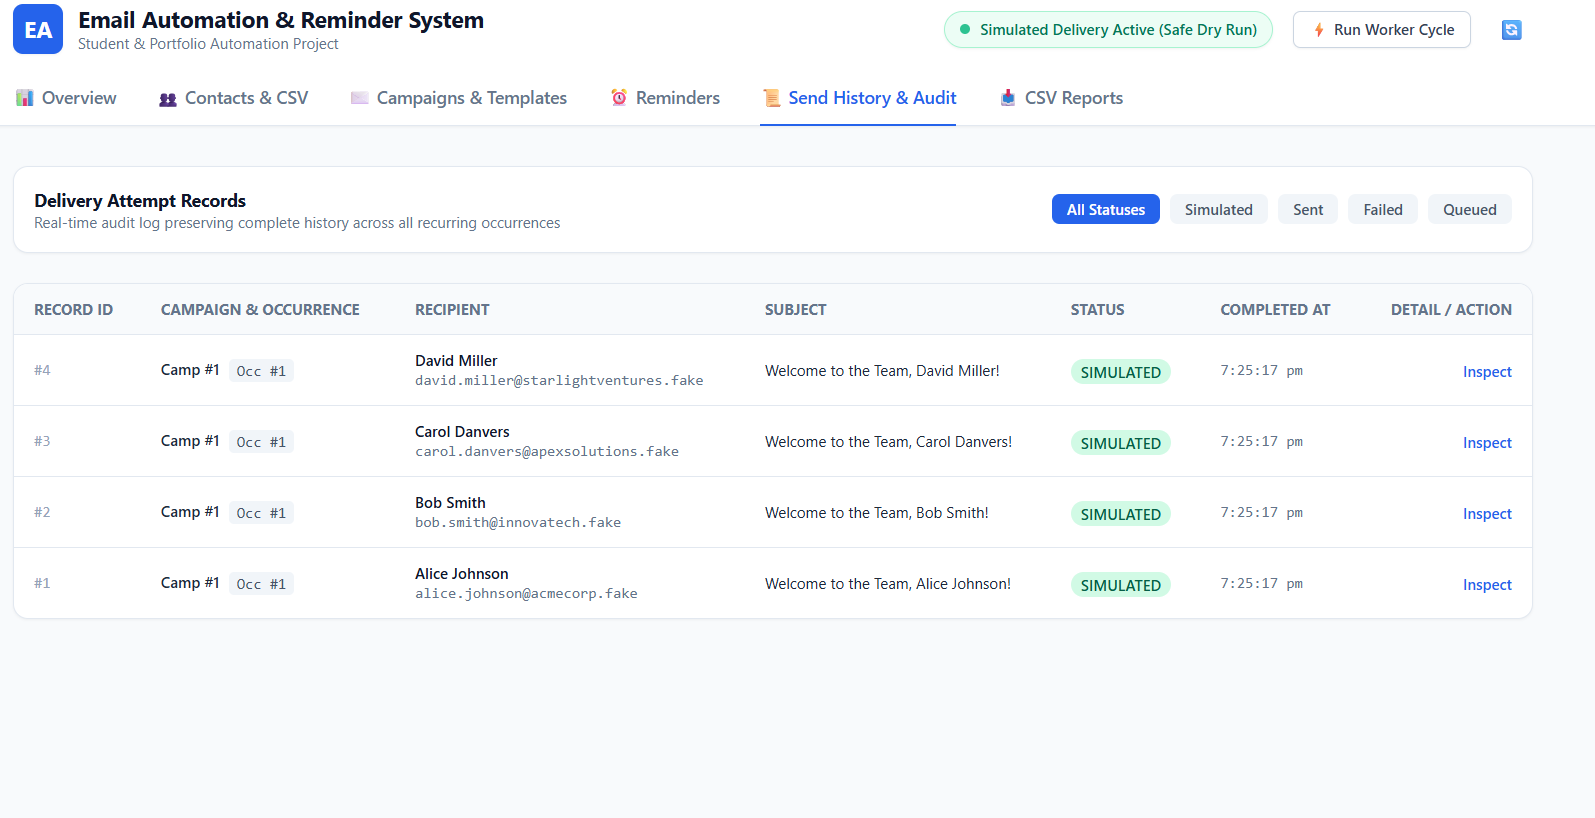 EA
Email Automation & Reminder System
Student & Portfolio Automation Project
Simulated Delivery Active (Safe Dry Run)
Run Worker Cycle
Overview
Contacts & CSV
Campaigns & Templates
Reminders
Send History & Audit
CSV Reports
Delivery Attempt Records
Real-time audit log preserving complete history across all recurring occurrences
All Statuses
Simulated
Sent
Failed
Queued
RECORD ID CAMPAIGN & OCCURRENCE RECIPIENT SUBJECT STATUS COMPLETED AT DETAIL / ACTION
#4 Camp #1 Occ #1 David Miller
david.miller@starlightventures.fake
Welcome to the Team, David Miller! SIMULATED 7:25:17 pm Inspect
#3 Camp #1 Occ #1 Carol Danvers
carol.danvers@apexsolutions.fake
Welcome to the Team, Carol Danvers! SIMULATED 7:25:17 pm Inspect
#2 Camp #1 Occ #1 Bob Smith
bob.smith@innovatech.fake
Welcome to the Team, Bob Smith! SIMULATED 7:25:17 pm Inspect
#1 Camp #1 Occ #1 Alice Johnson
alice.johnson@acmecorp.fake
Welcome to the Team, Alice Johnson! SIMULATED 7:25:17 pm Inspect